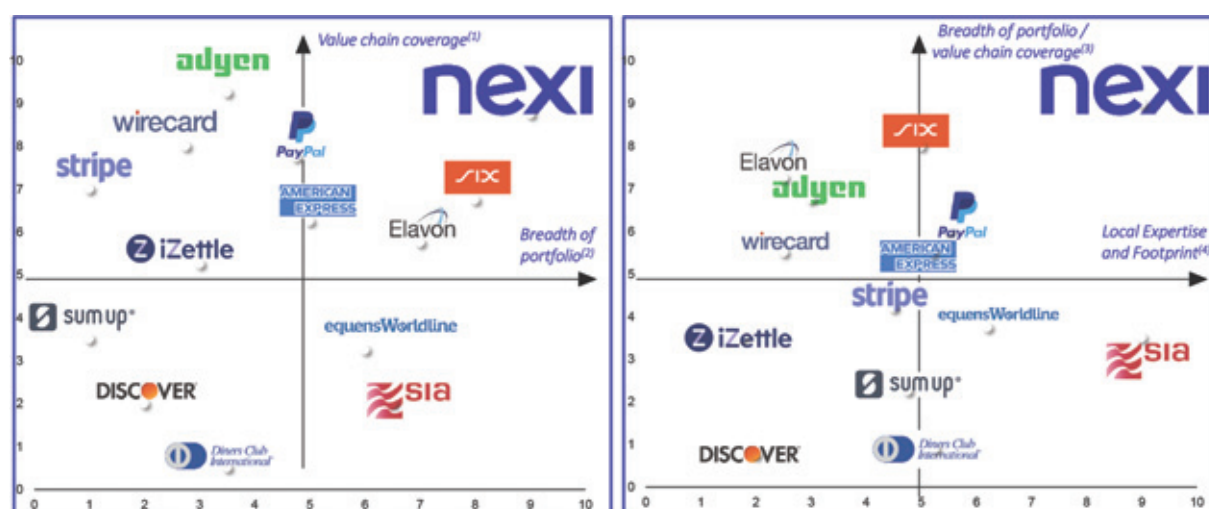 Value chain coverage(1)
10
adyen
nexi
9
wirecard
PayPal
8
stripe
SIX
7
AMERICAN
EXPRESS
Elavon
6
iZettle
Breadth of
portfolio(2)
5
4
sumup®
equensWorldline
3
DISCOVER®
sia
2
1
Diners Club
International®
0
0 1 2 3 4 5 6 7 8 9 10
Breadth of portfolio /
value chain coverage(3)
10
nexi
9
SIX
8
Elavon
adyen
7
PayPal
Local Expertise
and Footprint(4)
6
wirecard
AMERICAN
EXPRESS
5
stripe
4
equensWorldline
iZettle
sia
3
sumup®
2
DISCOVER®
1
Diners Club
International®
0
0 1 2 3 4 5 6 7 8 9 10